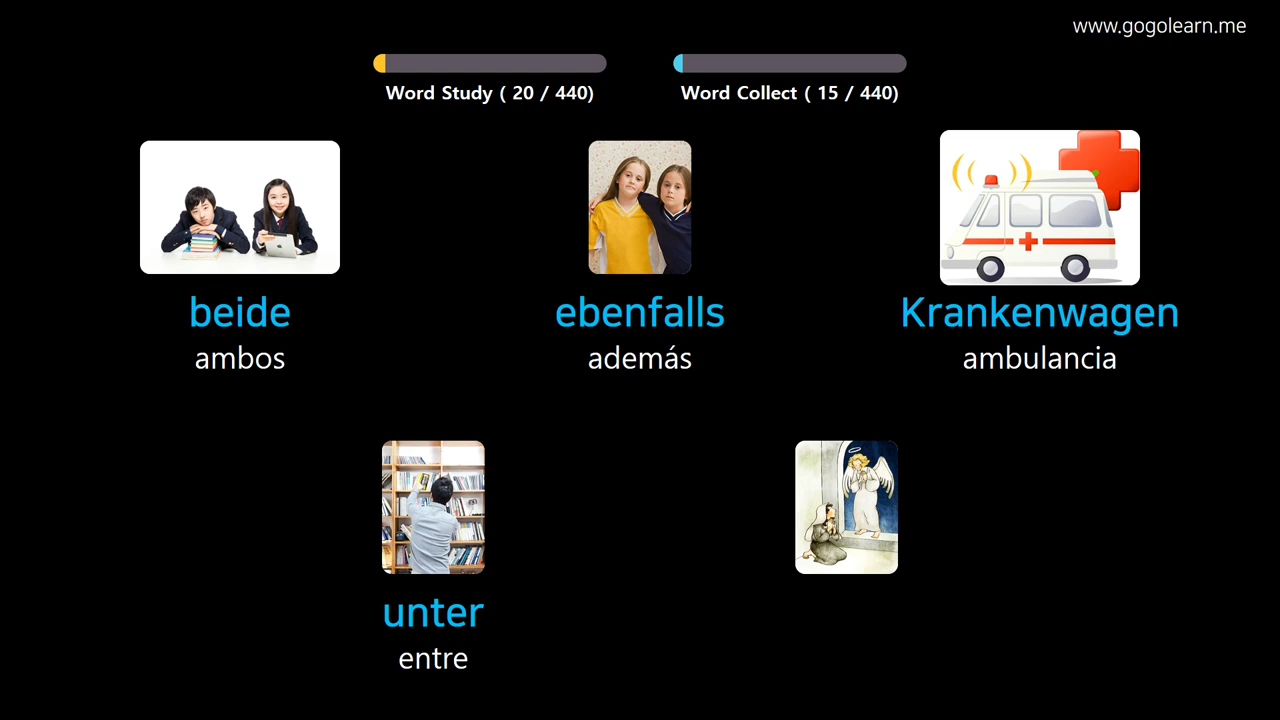 www.gogolearn.me
Word Study ( 20 / 440)
Word Collect ( 15 / 440)
beide
ambos
ebenfalls
además
Krankenwagen
ambulancia
unter
entre